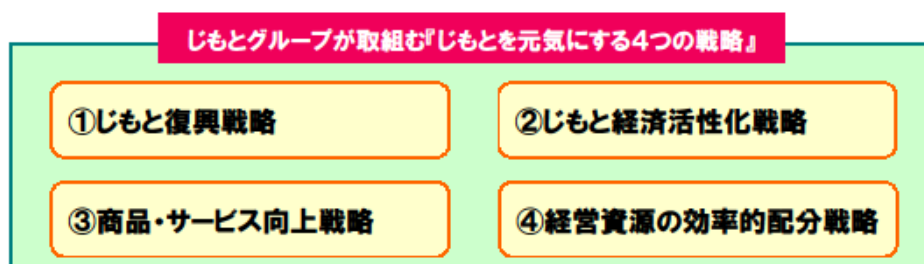 じもとグループが取組む『じもとを元気にする4つの戦略』
①じもと復興戦略
②じもと経済活性化戦略
③商品・サービス向上戦略
④経営資源の効率的配分戦略